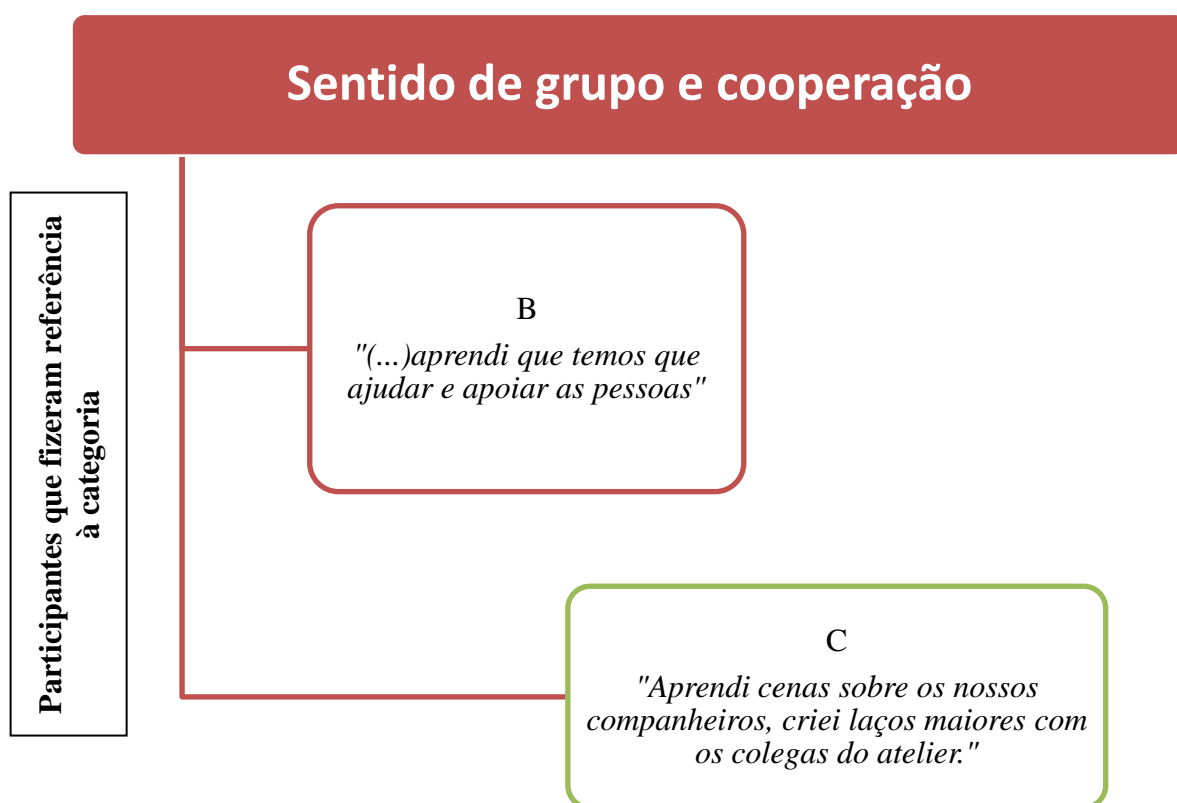 Sentido de grupo e cooperação
Participantes que fizeram referência
à categoria
B
"(...)aprendi que temos que
ajudar e apoiar as pessoas"
C
"Aprendi cenas sobre os nossos
companheiros, criei laços maiores com
os colegas do atelier."